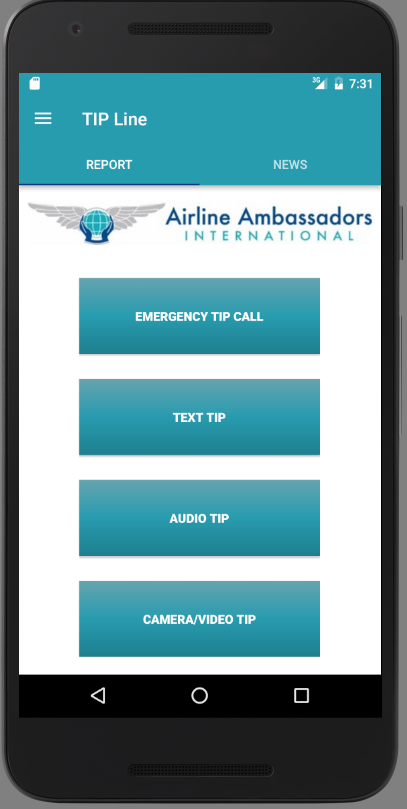 3G 7:31
TIP Line
REPORT NEWS
Airline Ambassadors
INTERNATIONAL
EMERGENCY TIP CALL
TEXT TIP
AUDIO TIP
CAMERA/VIDEO TIP